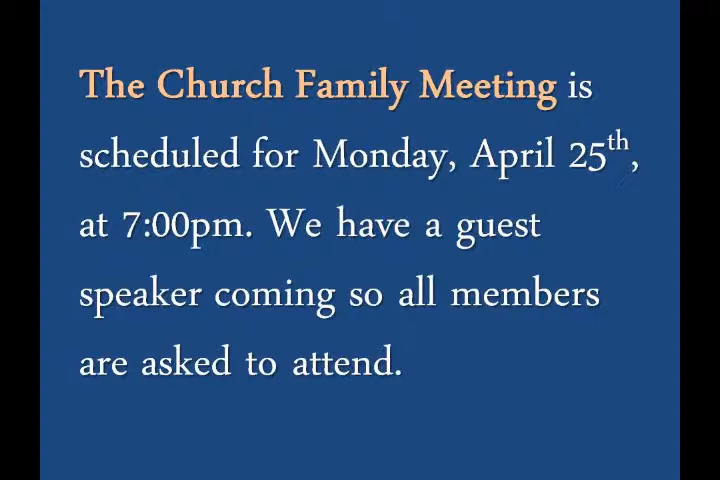 The Church Family Meeting is
scheduled for Monday, April 25th,
at 7:00pm. We have a guest
speaker coming so all members
are asked to attend.